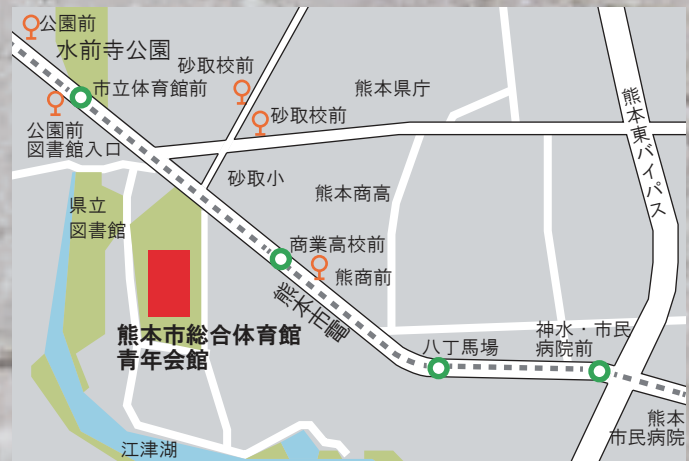 公園前
水前寺公園
砂取校前
市立体育館前
熊本県庁
砂取校前
公園前
図書館入口
熊本東バイパス
砂取小
熊本商高
県立
図書館
商業高校前
熊商前
熊本市電
熊本市総合体育館
青年会館
神水・市民
病院前
八丁馬場
熊本
市民病院
江津湖